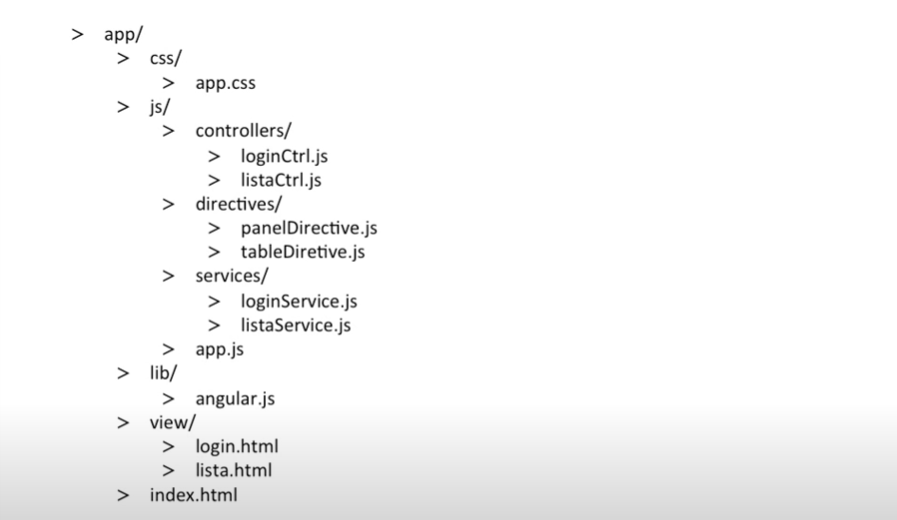 > app/
> css/
> app.css
> js/
> controllers/
> loginCtrl.js
> listaCtrl.js
> directives/
> panelDirective.js
> tableDiretive.js
> services/
> loginService.js
> listaService.js
> app.js
> lib/
> angular.js
> view/
> login.html
> lista.html
> index.html